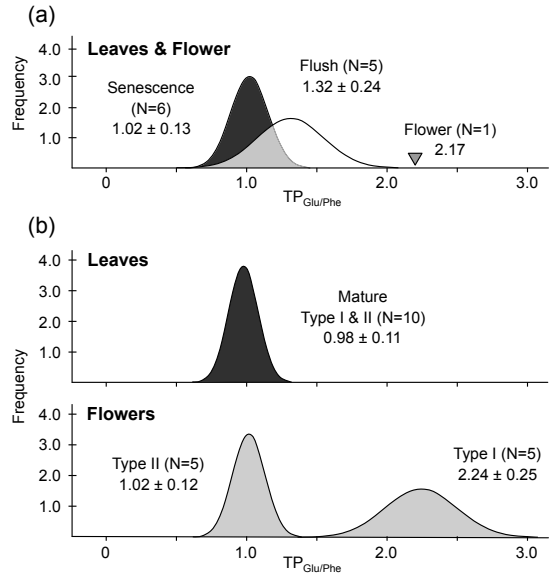 (a)
Leaves & Flower
Frequency
4.0
3.0
2.0
1.0
Senescence
(N=6)
1.02 ± 0.13
Flush (N=5)
1.32 ± 0.24
Flower (N=1)
2.17
0 1.0 2.0 3.0
TPGlu/Phe
(b)
Leaves
Frequency
4.0
3.0
2.0
1.0
Mature
Type I & II (N=10)
0.98 ± 0.11
Flowers
4.0
3.0
2.0
1.0
Type II (N=5)
1.02 ± 0.12
Type I (N=5)
2.24 ± 0.25
0 1.0 2.0 3.0
TPGlu/Phe